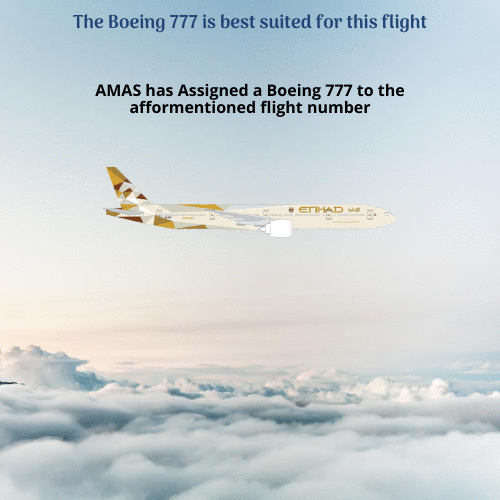 The Boeing 777 is best suited for this flight
AMAS has Assigned a Boeing 777 to the
afformentioned flight number
ETIHAD